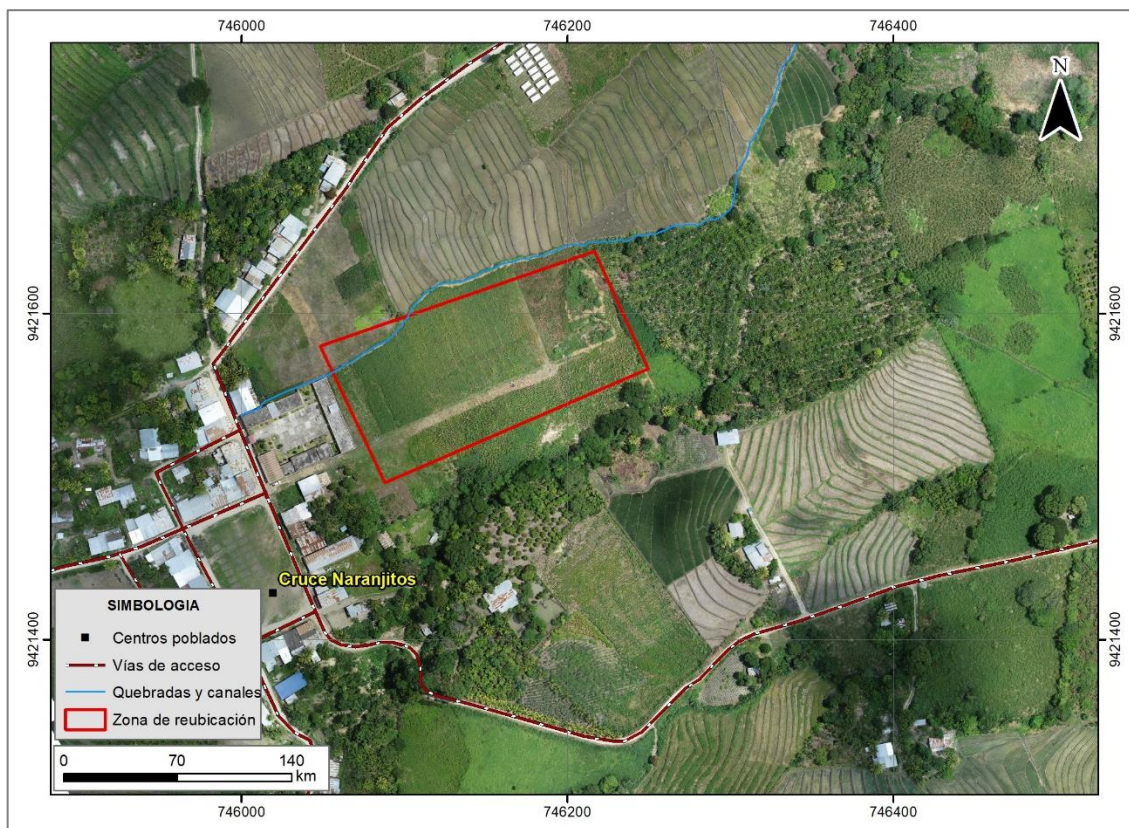 746000 746200 746400
N
9421600 9421600
Cruce Naranjitos
9421400 9421400
SIMBOLOGIA
Centros poblados
Vías de acceso
Quebradas y canales
Zona de reubicación
0 70 140
km
746000 746200 746400